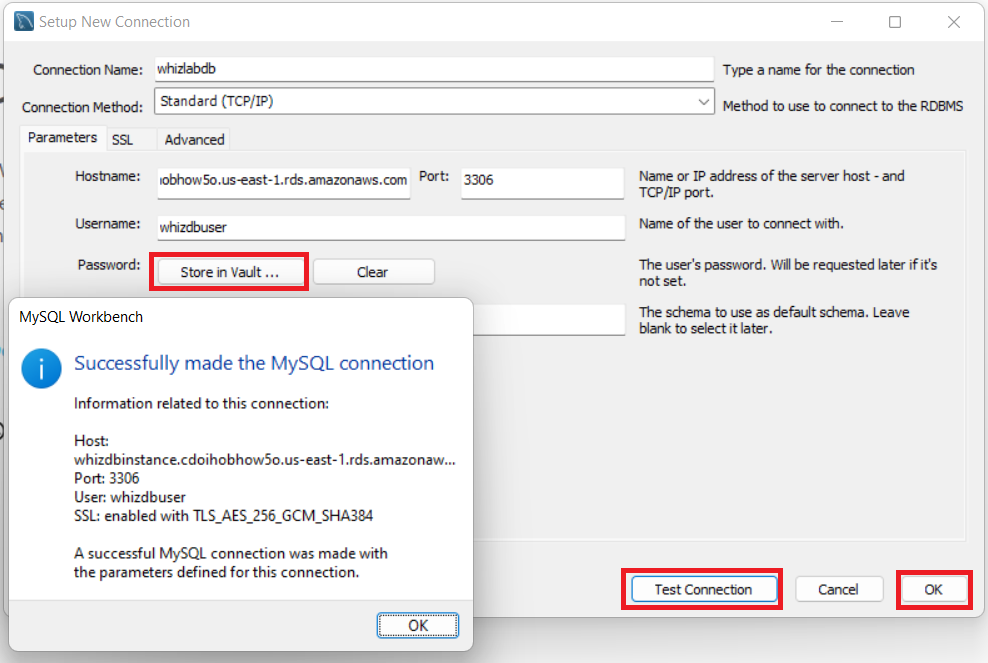 Setup New Connection
Connection Name: whizlabdb Type a name for the connection
Connection Method: Standard (TCP/IP) Method to use to connect to the RDBMS
Parameters SSL Advanced
Hostname: hobhow5o.us-east-1.rds.amazonaws.com Port: 3306 Name or IP address of the server host - and
TCP/IP port.
Username: whizdbuser Name of the user to connect with.
Password: Store in Vault ... Clear The user's password. Will be requested later if it's
not set.
The schema to use as default schema. Leave
blank to select it later.
MySQL Workbench
Successfully made the MySQL connection
Information related to this connection:
Host:
whizdbinstance.cdoihobhow5o.us-east-1.rds.amazonaw...
Port: 3306
User: whizdbuser
SSL: enabled with TLS_AES_256_GCM_SHA384
A successful MySQL connection was made with
the parameters defined for this connection.
OK
Test Connection Cancel OK